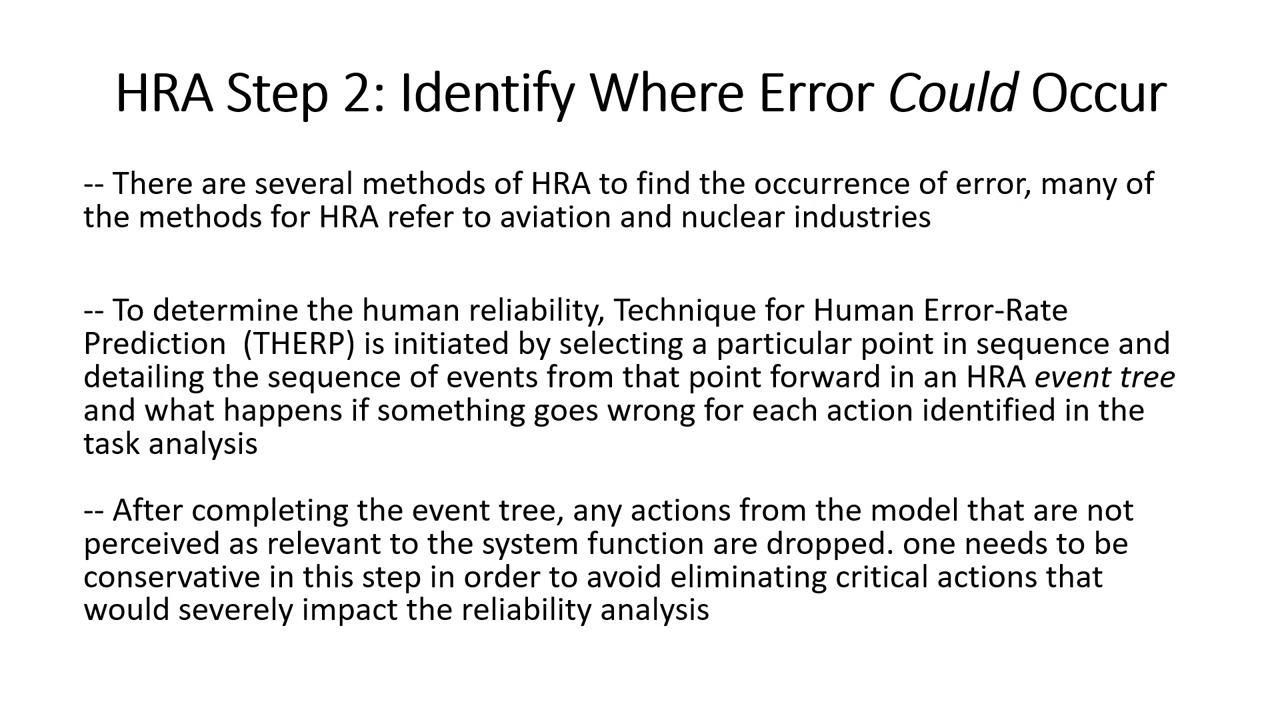 HRA Step 2: Identify Where Error Could Occur
-- There are several methods of HRA to find the occurrence of error, many of
the methods for HRA refer to aviation and nuclear industries
-- To determine the human reliability, Technique for Human Error-Rate
Prediction  (THERP) is initiated by selecting a particular point in sequence and
detailing the sequence of events from that point forward in an HRA event tree
and what happens if something goes wrong for each action identified in the
task analysis
-- After completing the event tree, any actions from the model that are not
perceived as relevant to the system function are dropped. one needs to be
conservative in this step in order to avoid eliminating critical actions that
would severely impact the reliability analysis